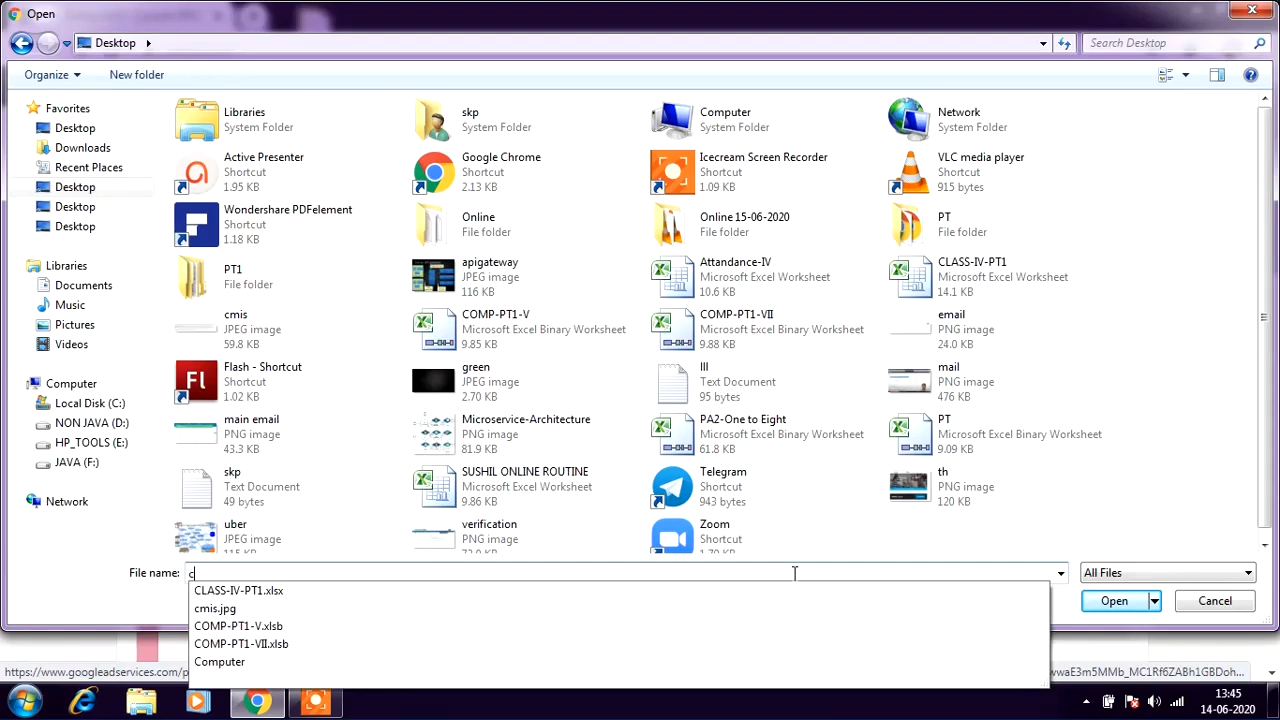 Open
Desktop
Search Desktop
Organize
New folder
Favorites
Desktop
Downloads
Recent Places
Desktop
Desktop
Desktop
Libraries
Documents
Music
Pictures
Videos
Computer
Local Disk (C:)
NON JAVA (D:)
HP_TOOLS (E:)
JAVA (F:)
Network
Libraries
System Folder
skp
System Folder
Computer
System Folder
Network
System Folder
Active Presenter
Shortcut
1.95 KB
Google Chrome
Shortcut
2.13 KB
Icecream Screen Recorder
Shortcut
1.09 KB
VLC media player
Shortcut
915 bytes
Wondershare PDFelement
Shortcut
1.18 KB
Online
File folder
Online 15-06-2020
File folder
PT
File folder
PT1
File folder
apigateway
JPEG image
116 KB
Attandance-IV
Microsoft Excel Worksheet
10.6 KB
CLASS-IV-PT1
Microsoft Excel Worksheet
14.1 KB
cmis
JPEG image
59.8 KB
COMP-PT1-V
Microsoft Excel Binary Worksheet
9.85 KB
COMP-PT1-VII
Microsoft Excel Binary Worksheet
9.88 KB
email
PNG image
24.0 KB
Flash - Shortcut
Shortcut
1.02 KB
green
JPEG image
2.70 KB
Text Document
95 bytes
mail
PNG image
476 KB
main email
PNG image
43.3 KB
Microservice-Architecture
PNG image
81.9 KB
PA2-One to Eight
Microsoft Excel Binary Worksheet
61.8 KB
PT
Microsoft Excel Binary Worksheet
9.09 KB
skp
Text Document
49 bytes
SUSHIL ONLINE ROUTINE
Microsoft Excel Worksheet
9.86 KB
Telegram
Shortcut
943 bytes
th
PNG image
120 KB
uber
JPEG image
115 KB
verification
PNG image
Zoom
Shortcut
1.70 KB
File name:
c
All Files
CLASS-IV-PT1.xlsx
cmis.jpg
COMP-PT1-V.xlsb
COMP-PT1-VII.xlsb
Computer
Open
Cancel
https://www.googleadservices.com/p
13:45
14-06-2020